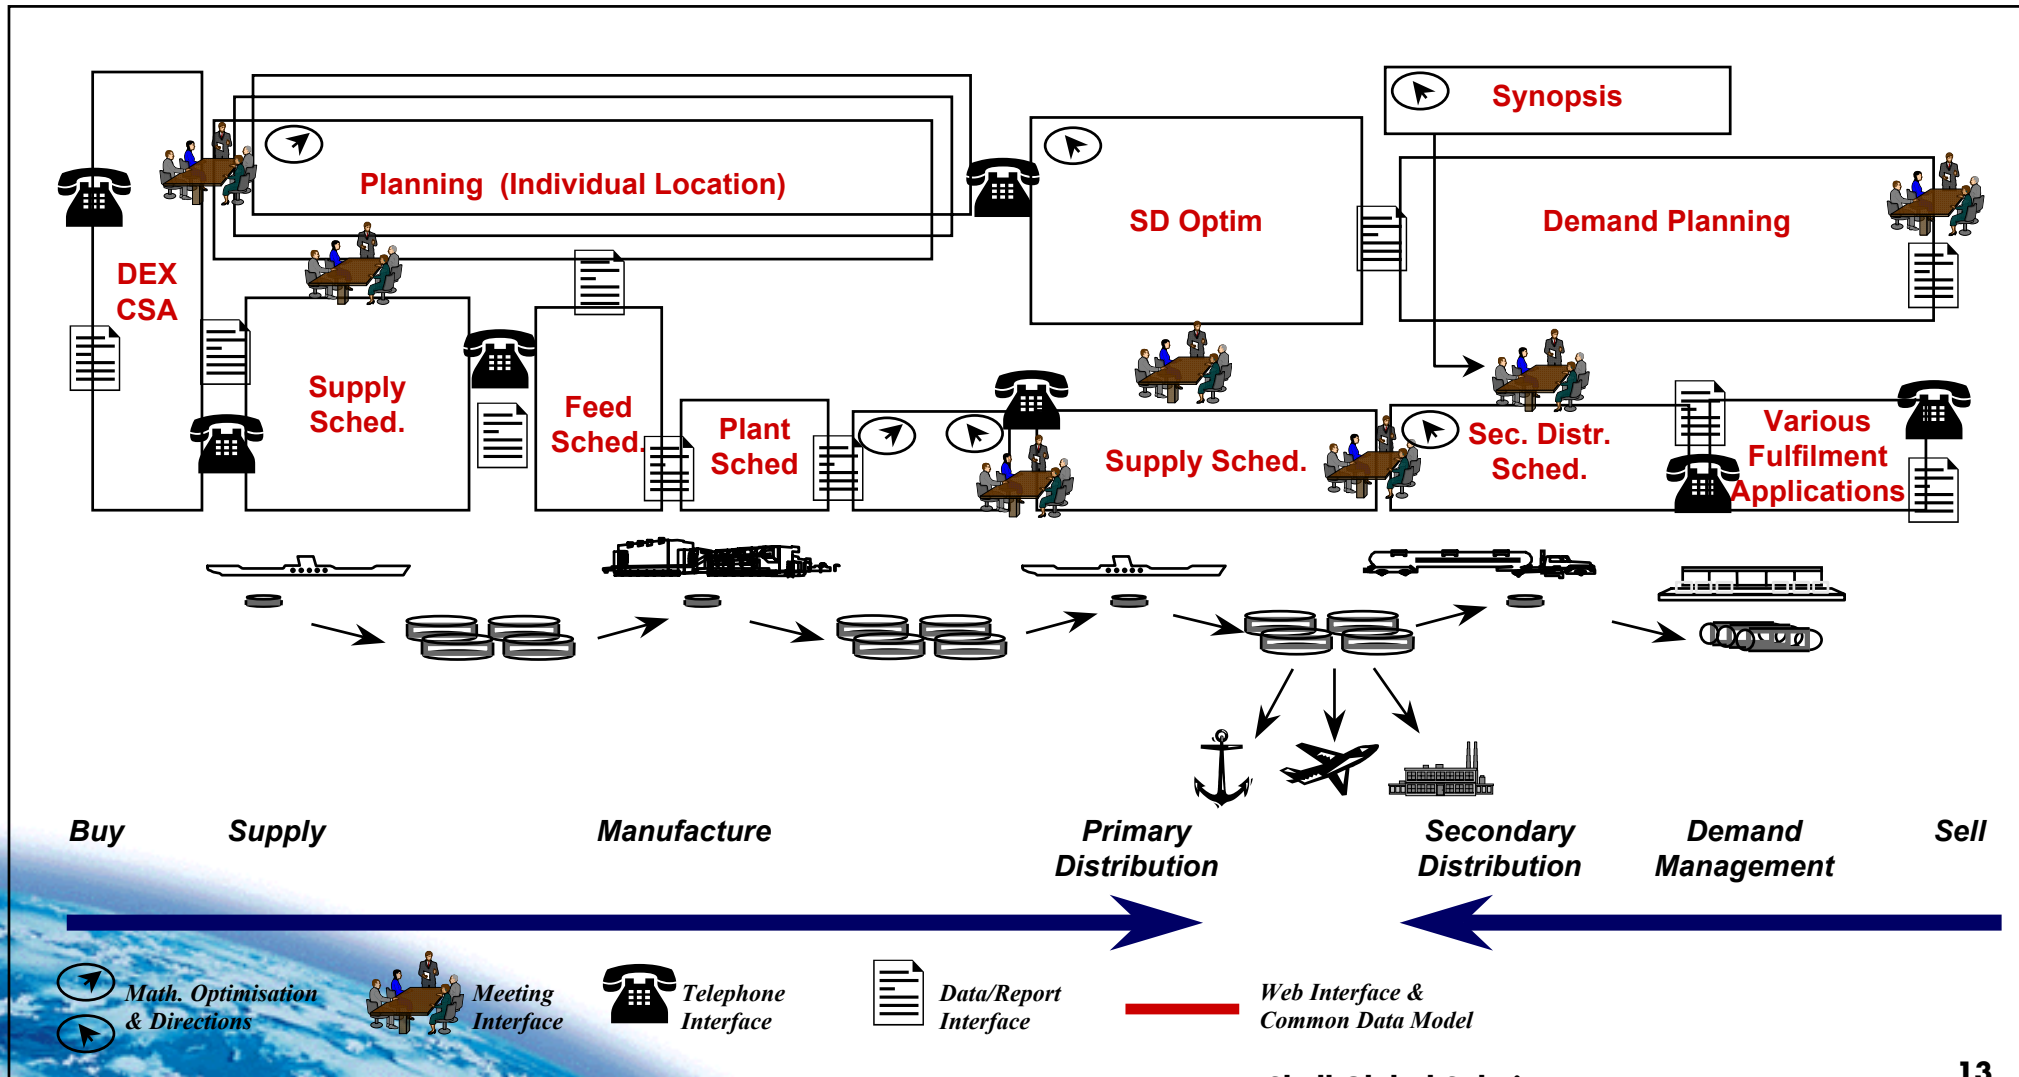 Synopsis
Planning (Individual Location)
SD Optim
Demand Planning
DEX
CSA
Supply
Sched.
Feed
Sched.
Plant
Sched
Supply Sched.
Sec. Distr.
Sched.
Various
Fulfilment
Applications
Buy
Supply
Manufacture
Primary
Distribution
Secondary
Distribution
Demand
Management
Sell
Math. Optimisation
& Directions
Meeting
Interface
Telephone
Interface
Data/Report
Interface
Web Interface &
Common Data Model
13